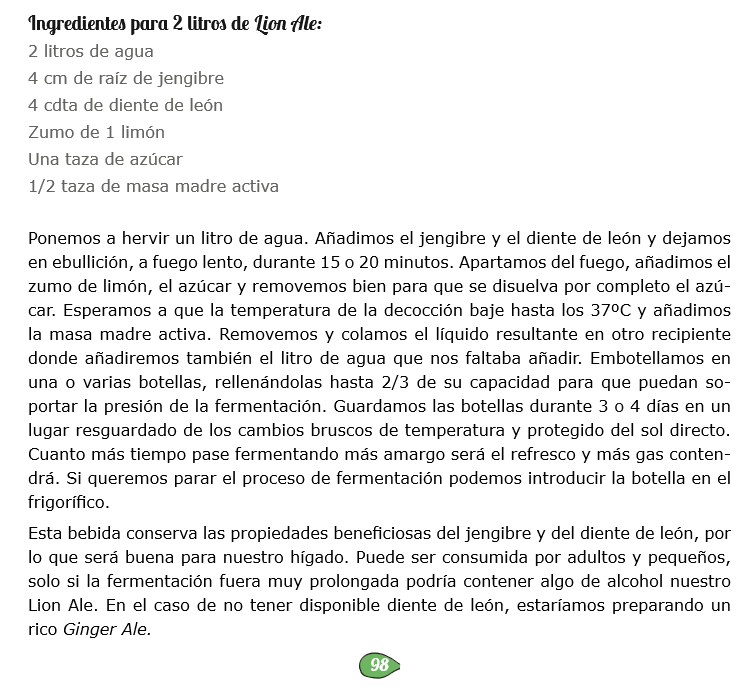 Ingredientes para 2 litros de Lion Ale:
2 litros de agua
4 cm de raíz de jengibre
4 cdta de diente de león
Zumo de 1 limón
Una taza de azúcar
1/2 taza de masa madre activa
Ponemos a hervir un litro de agua. Añadimos el jengibre y el diente de león y dejamos
en ebullición, a fuego lento, durante 15 o 20 minutos. Apartamos del fuego, añadimos el
zumo de limón, el azúcar y removemos bien para que se disuelva por completo el azú-
car. Esperamos a que la temperatura de la decocción baje hasta los 37ºC y añadimos
la masa madre activa. Removemos y colamos el líquido resultante en otro recipiente
donde añadiremos también el litro de agua que nos faltaba añadir. Embotellamos en
una o varias botellas, rellenándolas hasta 2/3 de su capacidad para que puedan so-
portar la presión de la fermentación. Guardamos las botellas durante 3 o 4 días en un
lugar resguardado de los cambios bruscos de temperatura y protegido del sol directo.
Cuanto más tiempo pase fermentando más amargo será el refresco y más gas conten-
drá. Si queremos parar el proceso de fermentación podemos introducir la botella en el
frigorífico.
Esta bebida conserva las propiedades beneficiosas del jengibre y del diente de león, por
lo que será buena para nuestro hígado. Puede ser consumida por adultos y pequeños,
solo si la fermentación fuera muy prolongada podría contener algo de alcohol nuestro
Lion Ale. En el caso de no tener disponible diente de león, estaríamos preparando un
rico Ginger Ale.
98